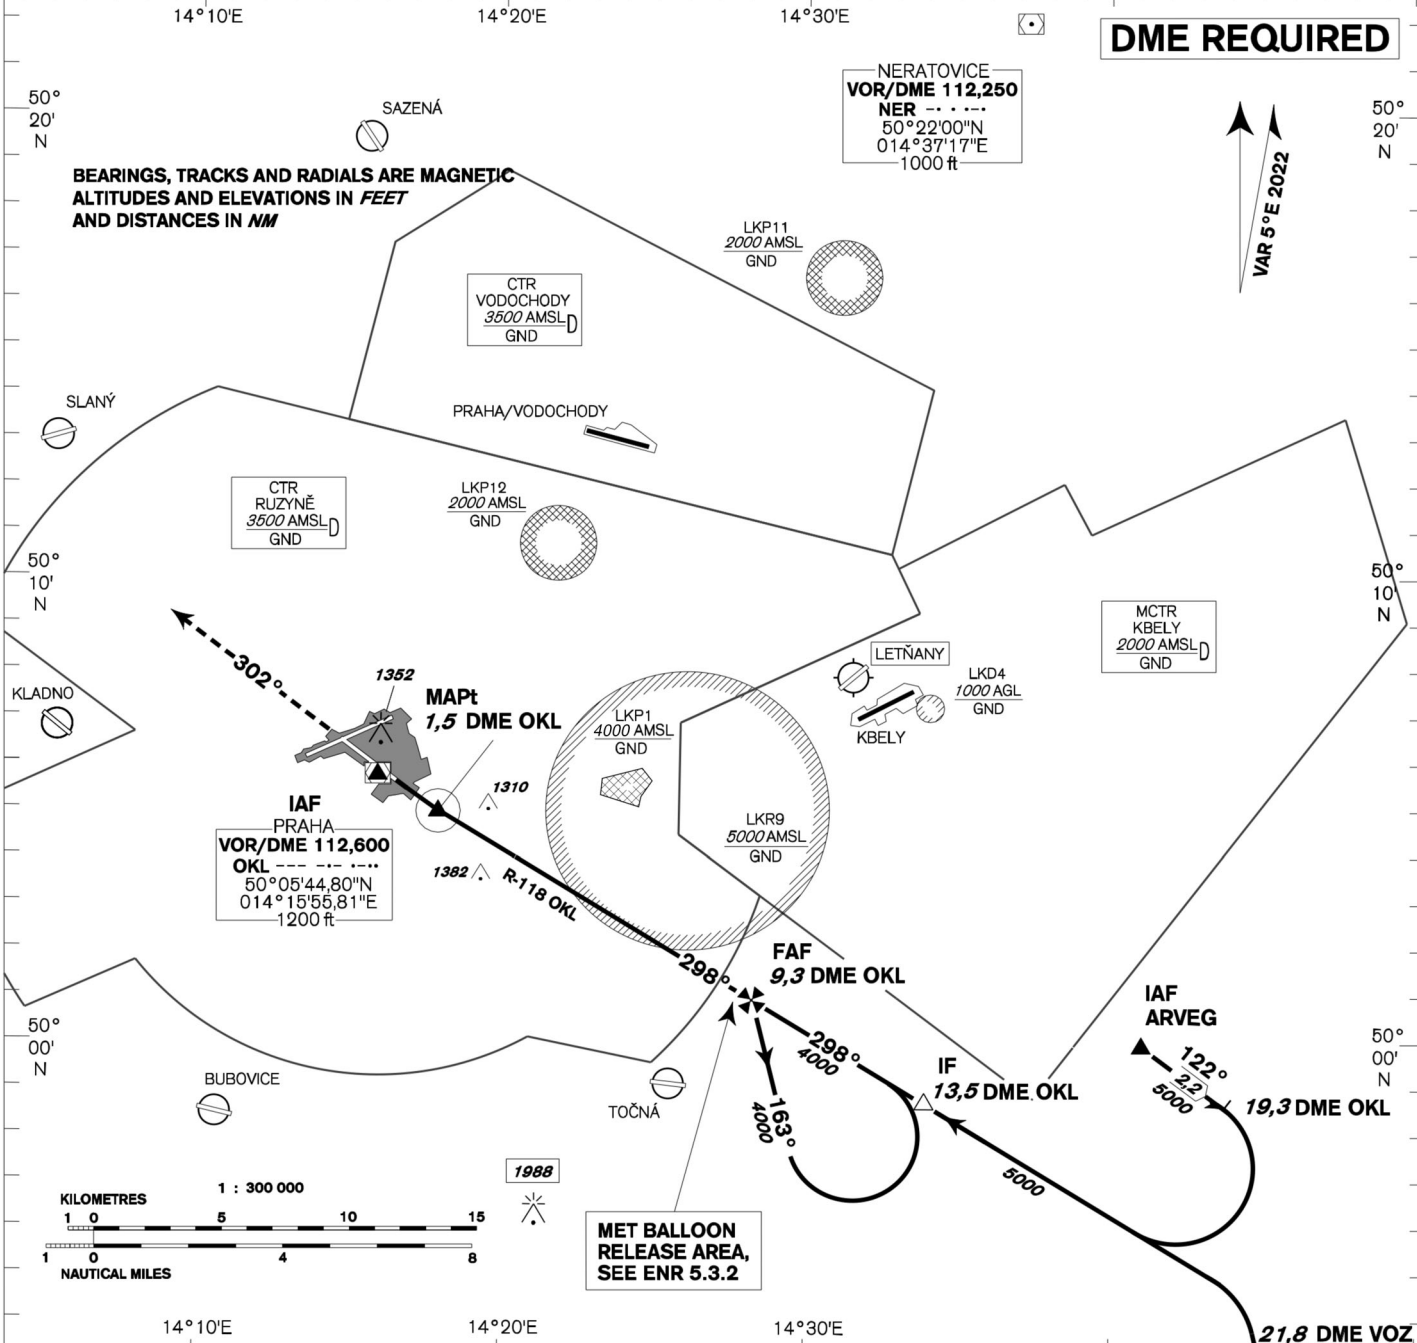 14°10'E
14°20'E
14°30'E
DME REQUIRED
50°
20'
N
SAZENÁ
NERATOVICE
VOR/DME 112,250
NER –· · ·–·
50°22'00"N
014°37'17"E
1000 ft
50°
20'
N
BEARINGS, TRACKS AND RADIALS ARE MAGNETIC
ALTITUDES AND ELEVATIONS IN FEET
AND DISTANCES IN NM
VAR 5°E 2022
LKP11
2000 AMSL
GND
CTR
VODOCHODY
3500 AMSL D
GND
SLANÝ
PRAHA/VODOCHODY
CTR
RUZYNĚ
3500 AMSL D
GND
LKP12
2000 AMSL
GND
50°
10'
N
50°
10'
N
MCTR
KBELY
2000 AMSL D
GND
302°
LETŇANY
LKD4
1000 AGL
GND
KBELY
KLADNO
1352
MAPt
1,5 DME OKL
LKP1
4000 AMSL
GND
1310
IAF
PRAHA
VOR/DME 112,600
OKL ––– –·– ·–··
50°05'44,80"N
014°15'55,81"E
1200 ft
1382
R-118 OKL
LKR9
5000 AMSL
GND
298°
FAF
9,3 DME OKL
IAF
ARVEG
50°
00'
N
50°
00'
N
298°
4000
IF
13,5 DME OKL
122°
2,2
5000
19,3 DME OKL
BUBOVICE
TOČNÁ
163°
4000
5000
1988
1 : 300 000
KILOMETRES
1 0 5 10 15
1 0 4 8
NAUTICAL MILES
MET BALLOON
RELEASE AREA,
SEE ENR 5.3.2
14°10'E
14°20'E
14°30'E
21,8 DME VOZ